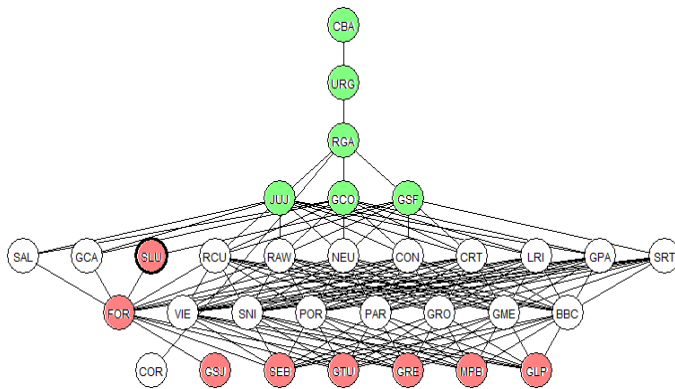 CBA
URG
RGA
JUJ GCO GSF
SAL GCA SLU RCU RAW NEU CON CRT LRI GPA SRT
FOR VIE SNI POR PAR GRO GME BBC
COR GSJ SEB GTU GRE MPB GLP